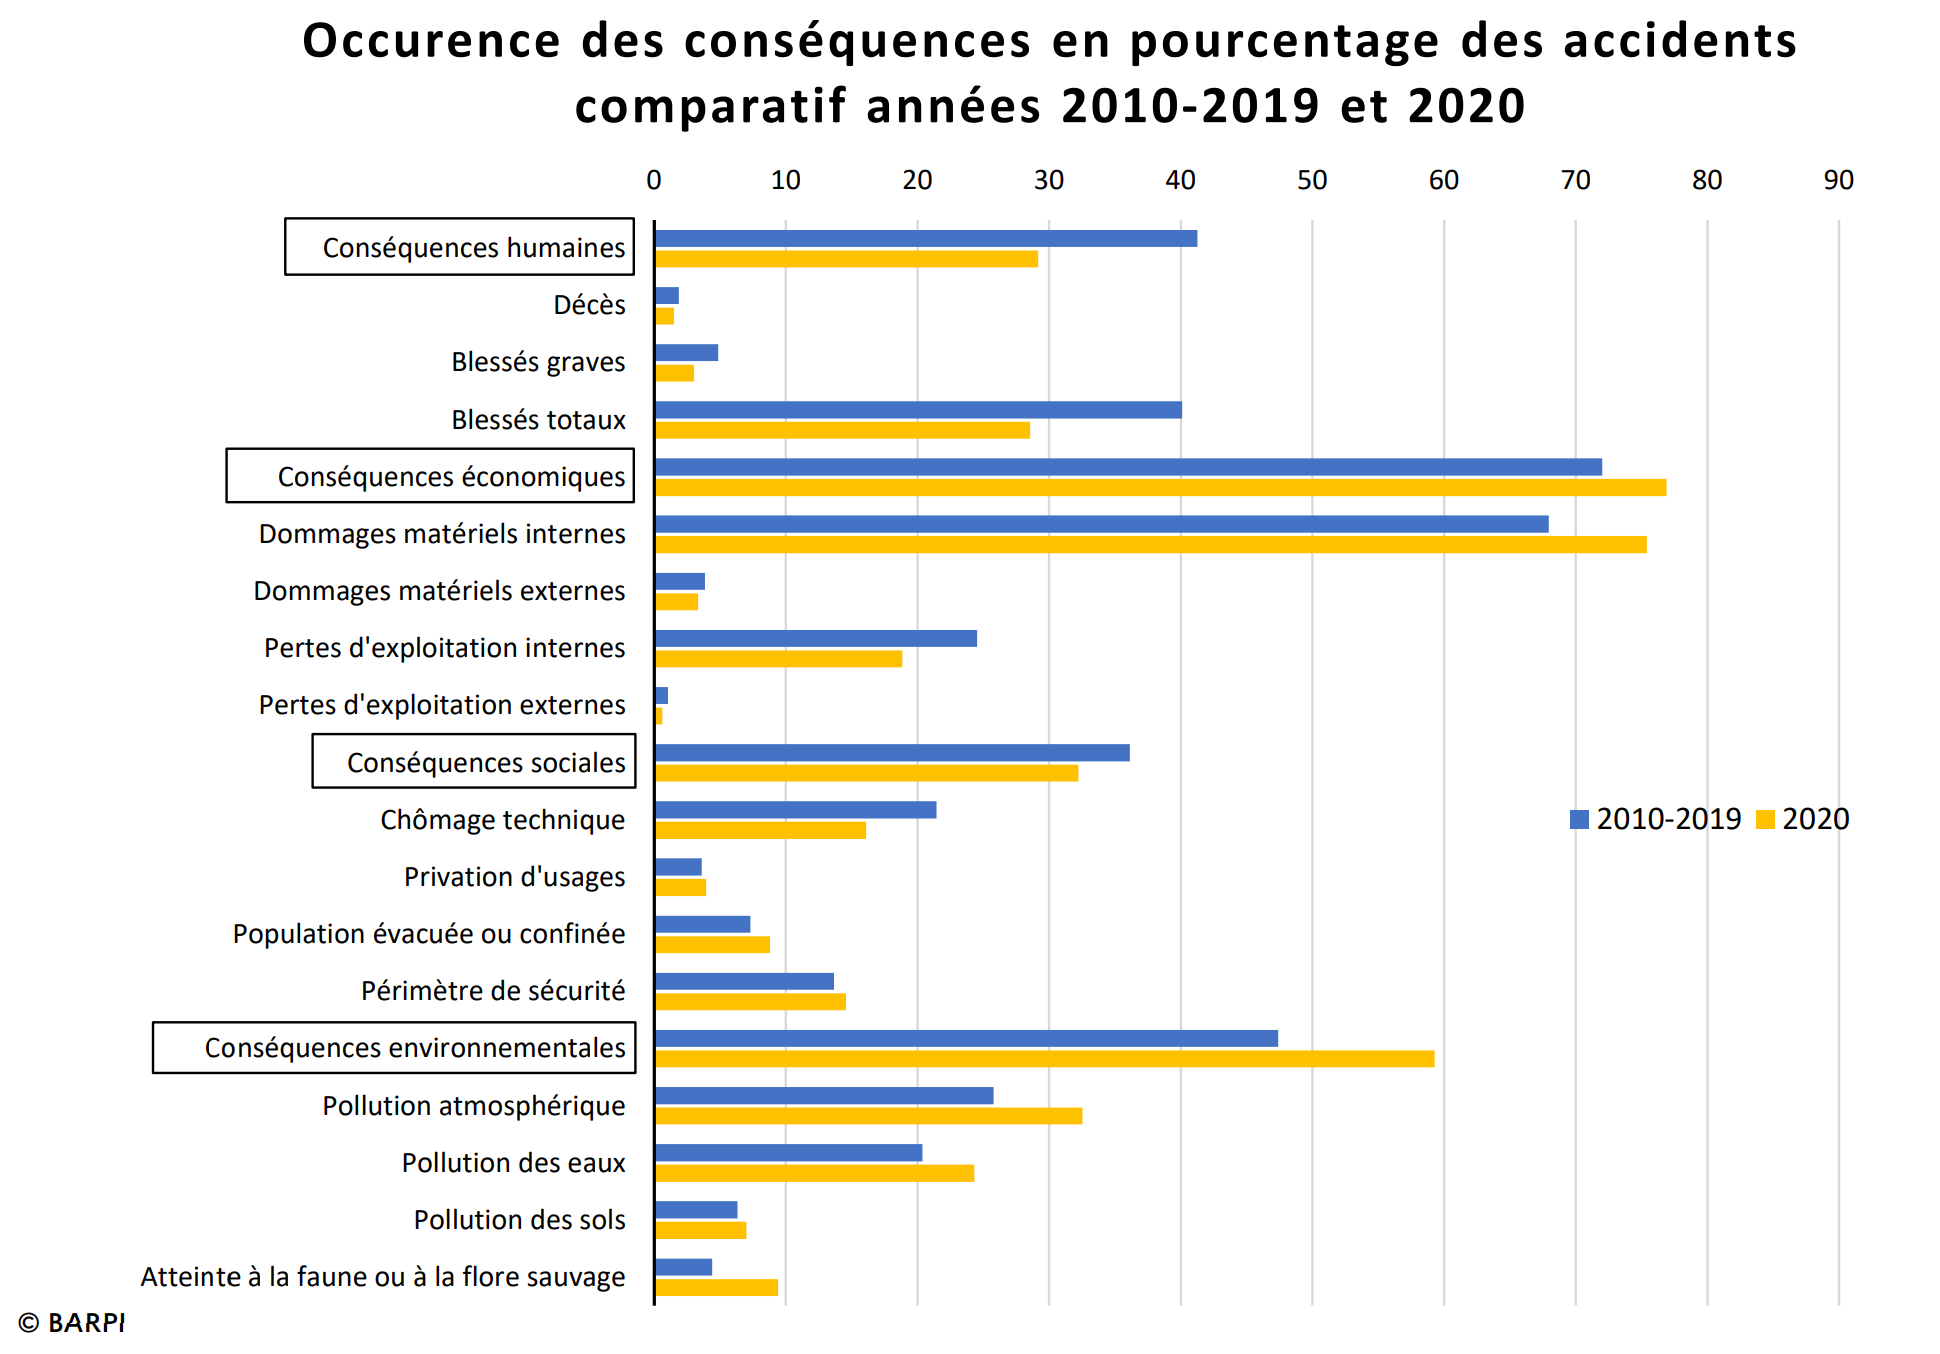 Occurence des conséquences en pourcentage des accidents
comparatif années 2010-2019 et 2020
0 10 20 30 40 50 60 70 80 90
Conséquences humaines
Décès
Blessés graves
Blessés totaux
Conséquences économiques
Dommages matériels internes
Dommages matériels externes
Pertes d'exploitation internes
Pertes d'exploitation externes
Conséquences sociales
Chômage technique
2010-2019 2020
Privation d'usages
Population évacuée ou confinée
Périmètre de sécurité
Conséquences environnementales
Pollution atmosphérique
Pollution des eaux
Pollution des sols
Atteinte à la faune ou à la flore sauvage
© BARPI